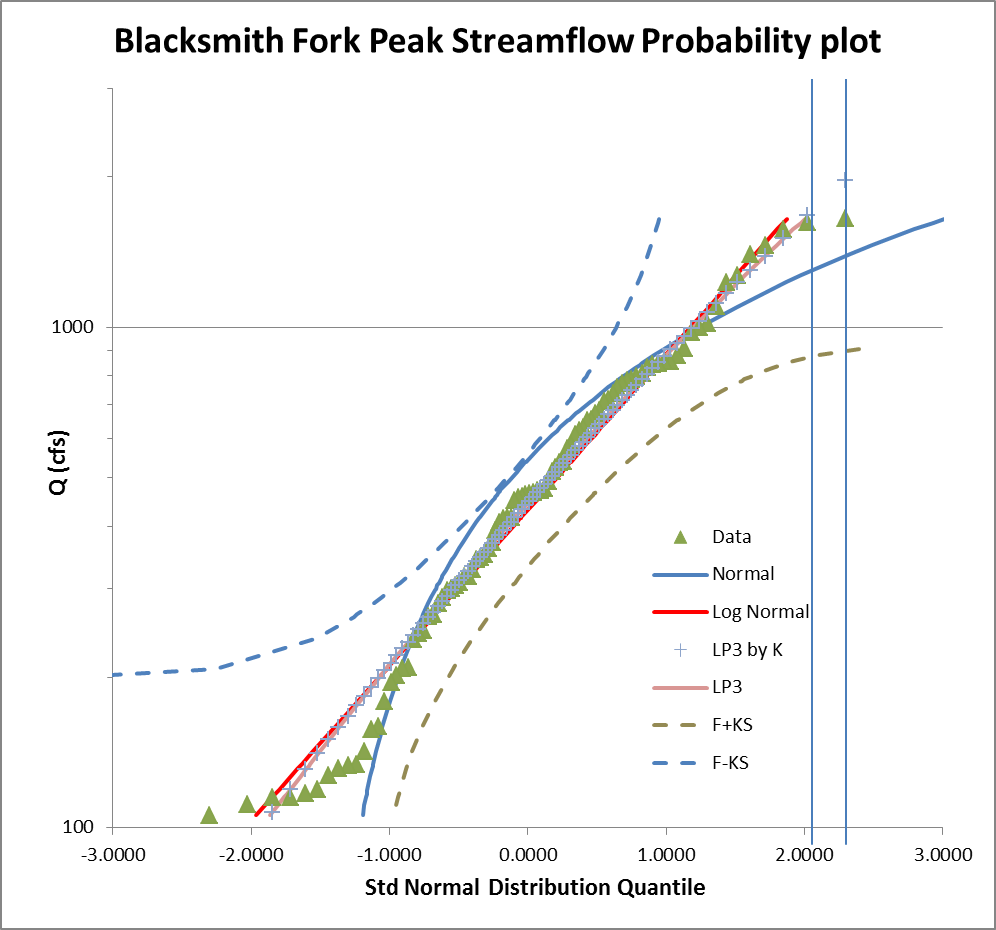 Blacksmith Fork Peak Streamflow Probability plot
1000
Q (cfs)
Data
Normal
Log Normal
LP3 by K
LP3
F+KS
F-KS
100
-3.0000 -2.0000 -1.0000 0.0000 1.0000 2.0000 3.0000
Std Normal Distribution Quantile